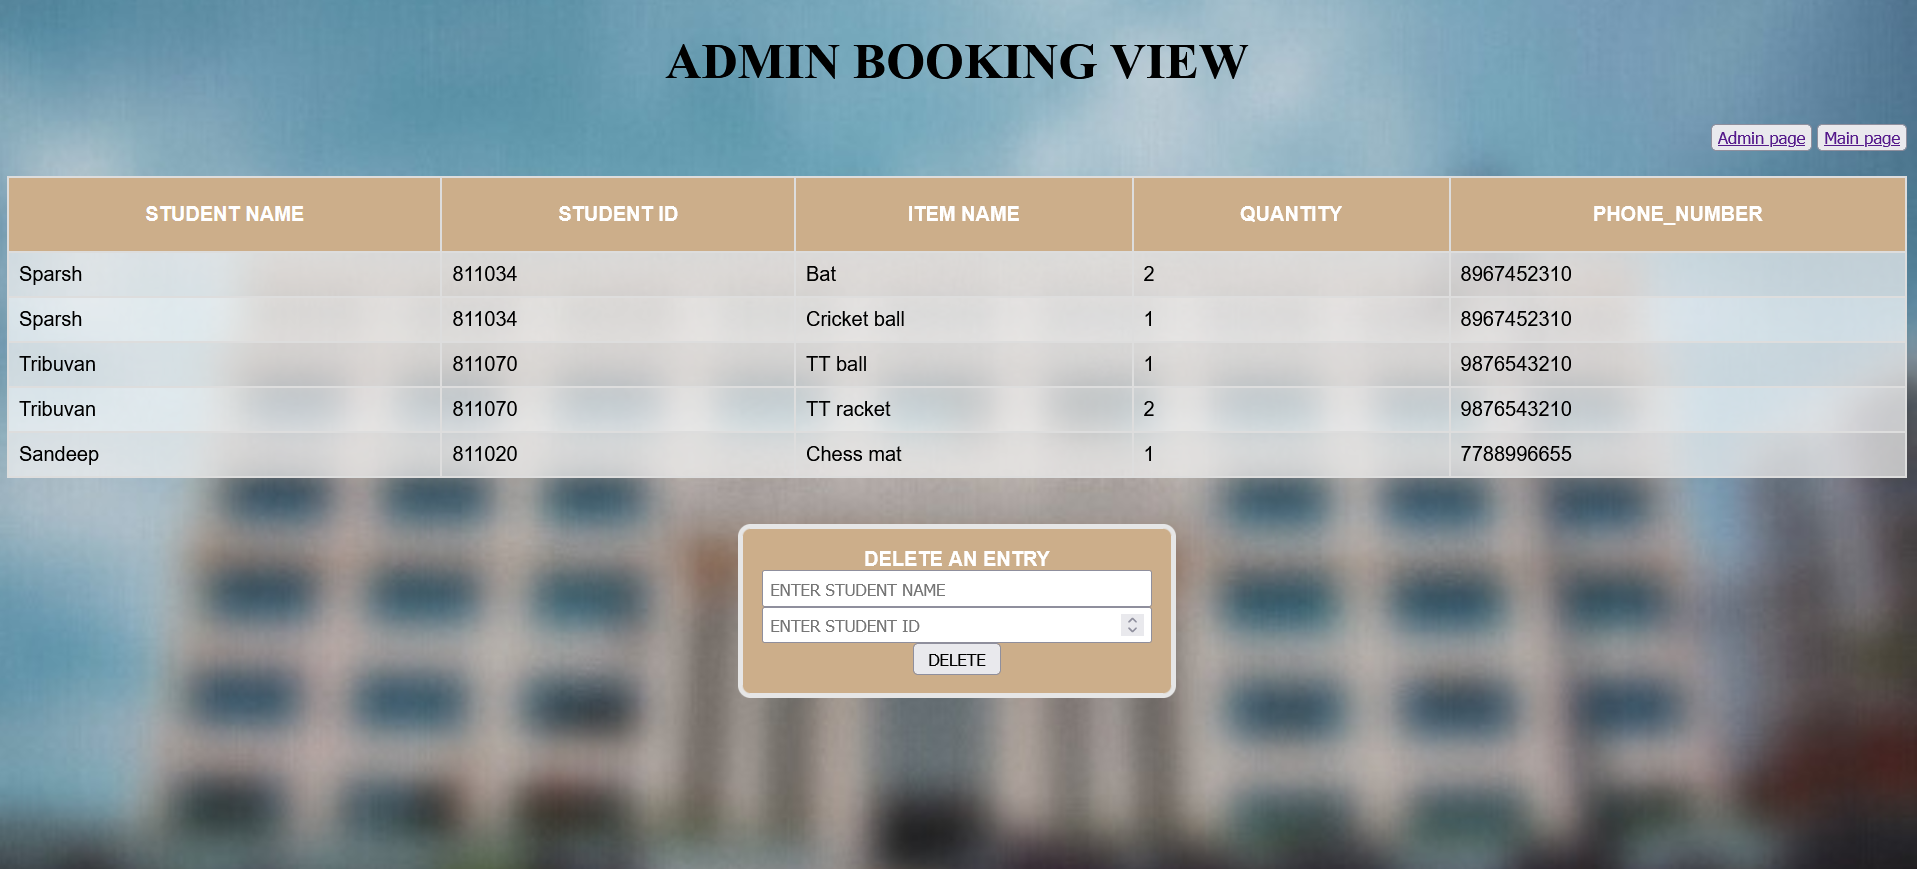 ADMIN BOOKING VIEW
Admin page Main page
STUDENT NAME STUDENT ID ITEM NAME QUANTITY PHONE_NUMBER
Sparsh 811034 Bat 2 8967452310
Sparsh 811034 Cricket ball 1 8967452310
Tribuvan 811070 TT ball 1 9876543210
Tribuvan 811070 TT racket 2 9876543210
Sandeep 811020 Chess mat 1 7788996655
DELETE AN ENTRY
ENTER STUDENT NAME
ENTER STUDENT ID
DELETE